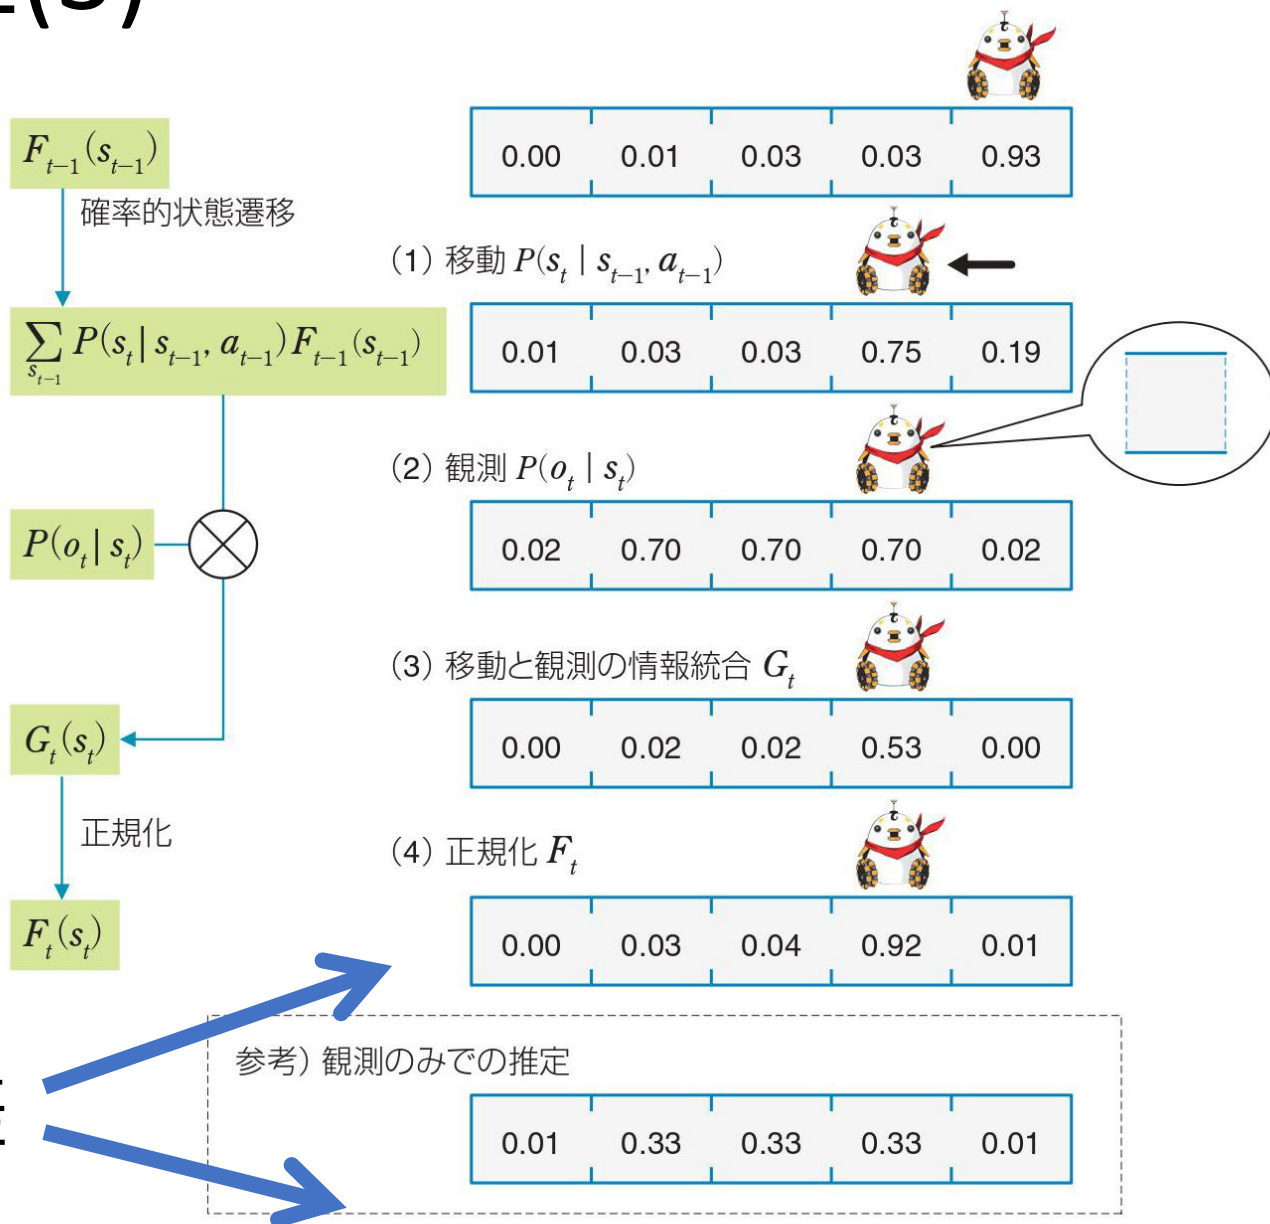 (3)
F_{t−1}(s_{t−1})
0.00 0.01 0.03 0.03 0.93
確率的状態遷移
(1) 移動 P(s_t | s_{t−1}, a_{t−1})
∑_{s_{t−1}} P(s_t | s_{t−1}, a_{t−1}) F_{t−1}(s_{t−1})
0.01 0.03 0.03 0.75 0.19
(2) 観測 P(o_t | s_t)
P(o_t | s_t)
0.02 0.70 0.70 0.70 0.02
(3) 移動と観測の情報統合 G_t
G_t(s_t)
0.00 0.02 0.02 0.53 0.00
正規化
(4) 正規化 F_t
F_t(s_t)
0.00 0.03 0.04 0.92 0.01
参考) 観測のみでの推定
0.01 0.33 0.33 0.33 0.01